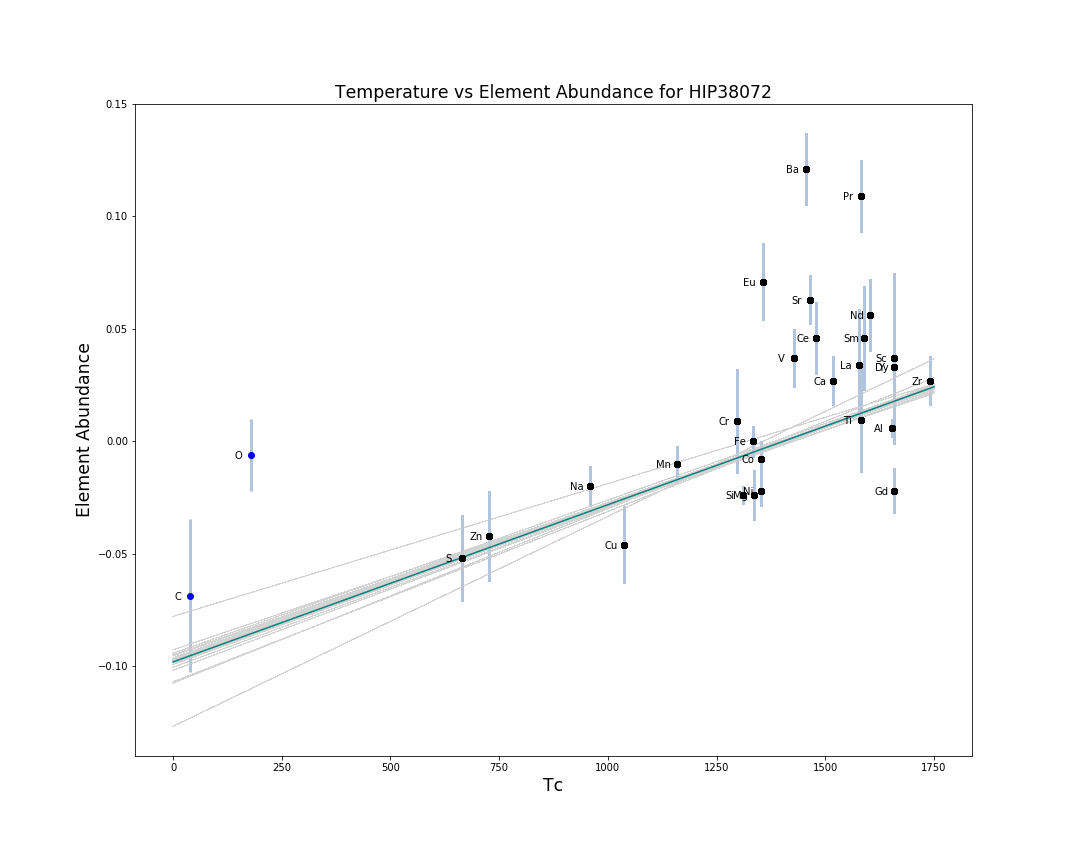 Temperature vs Element Abundance for HIP38072
0.15
Ba
Pr
0.10
Eu
Sr
Nd
0.05
Ce
Sm
V
Sc
La
Dy
Ca
Zr
Cr
Ti
Al
0.00
Fe
O
Co
Mn
Na
Ni
Gd
Si
Mg
Zn
Cu
−0.05
S
C
−0.10
0
250
500
750
1000
1250
1500
1750
Tc
Element Abundance